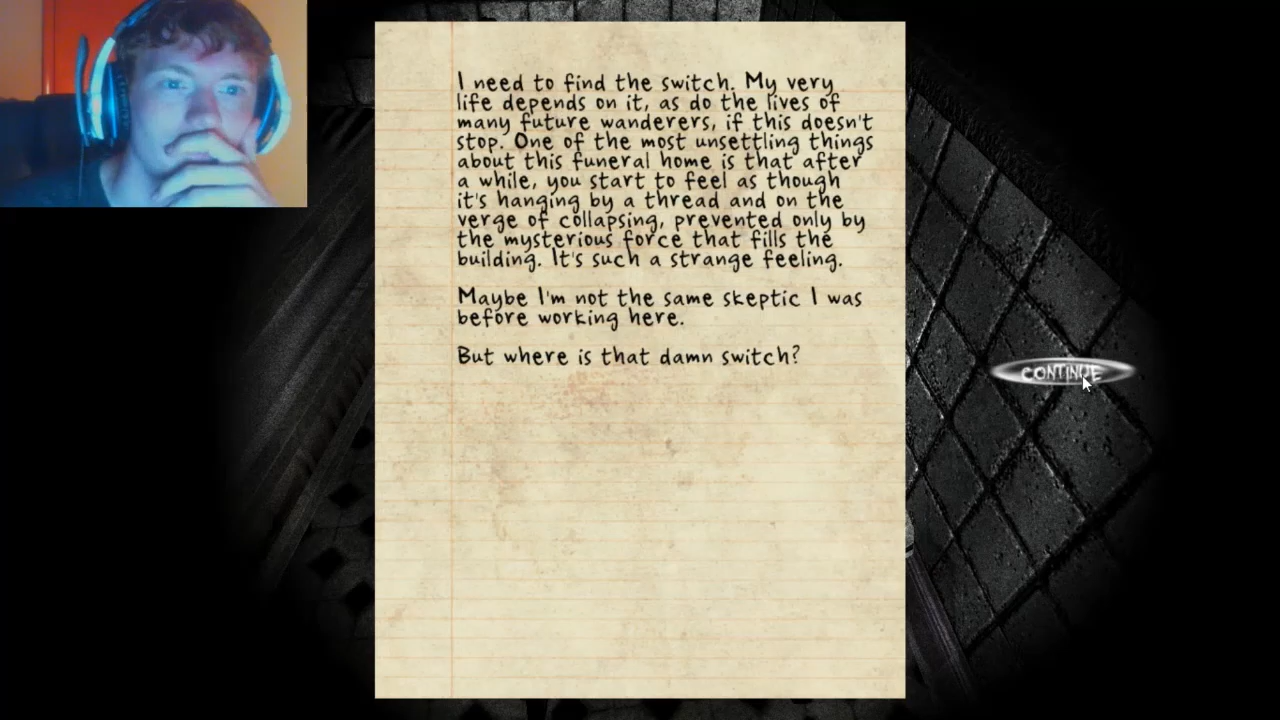 I need to find the switch. My very
life depends on it, as do the lives of
many future wanderers, if this doesn't
stop. One of the most unsettling things
about this funeral home is that after
a while, you start to feel as though
it's hanging by a thread and on the
verge of collapsing, prevented only by
the mysterious force that fills the
building. It's such a strange feeling.
Maybe I'm not the same skeptic I was
before working here.
But where is that damn switch?
CONTINUE